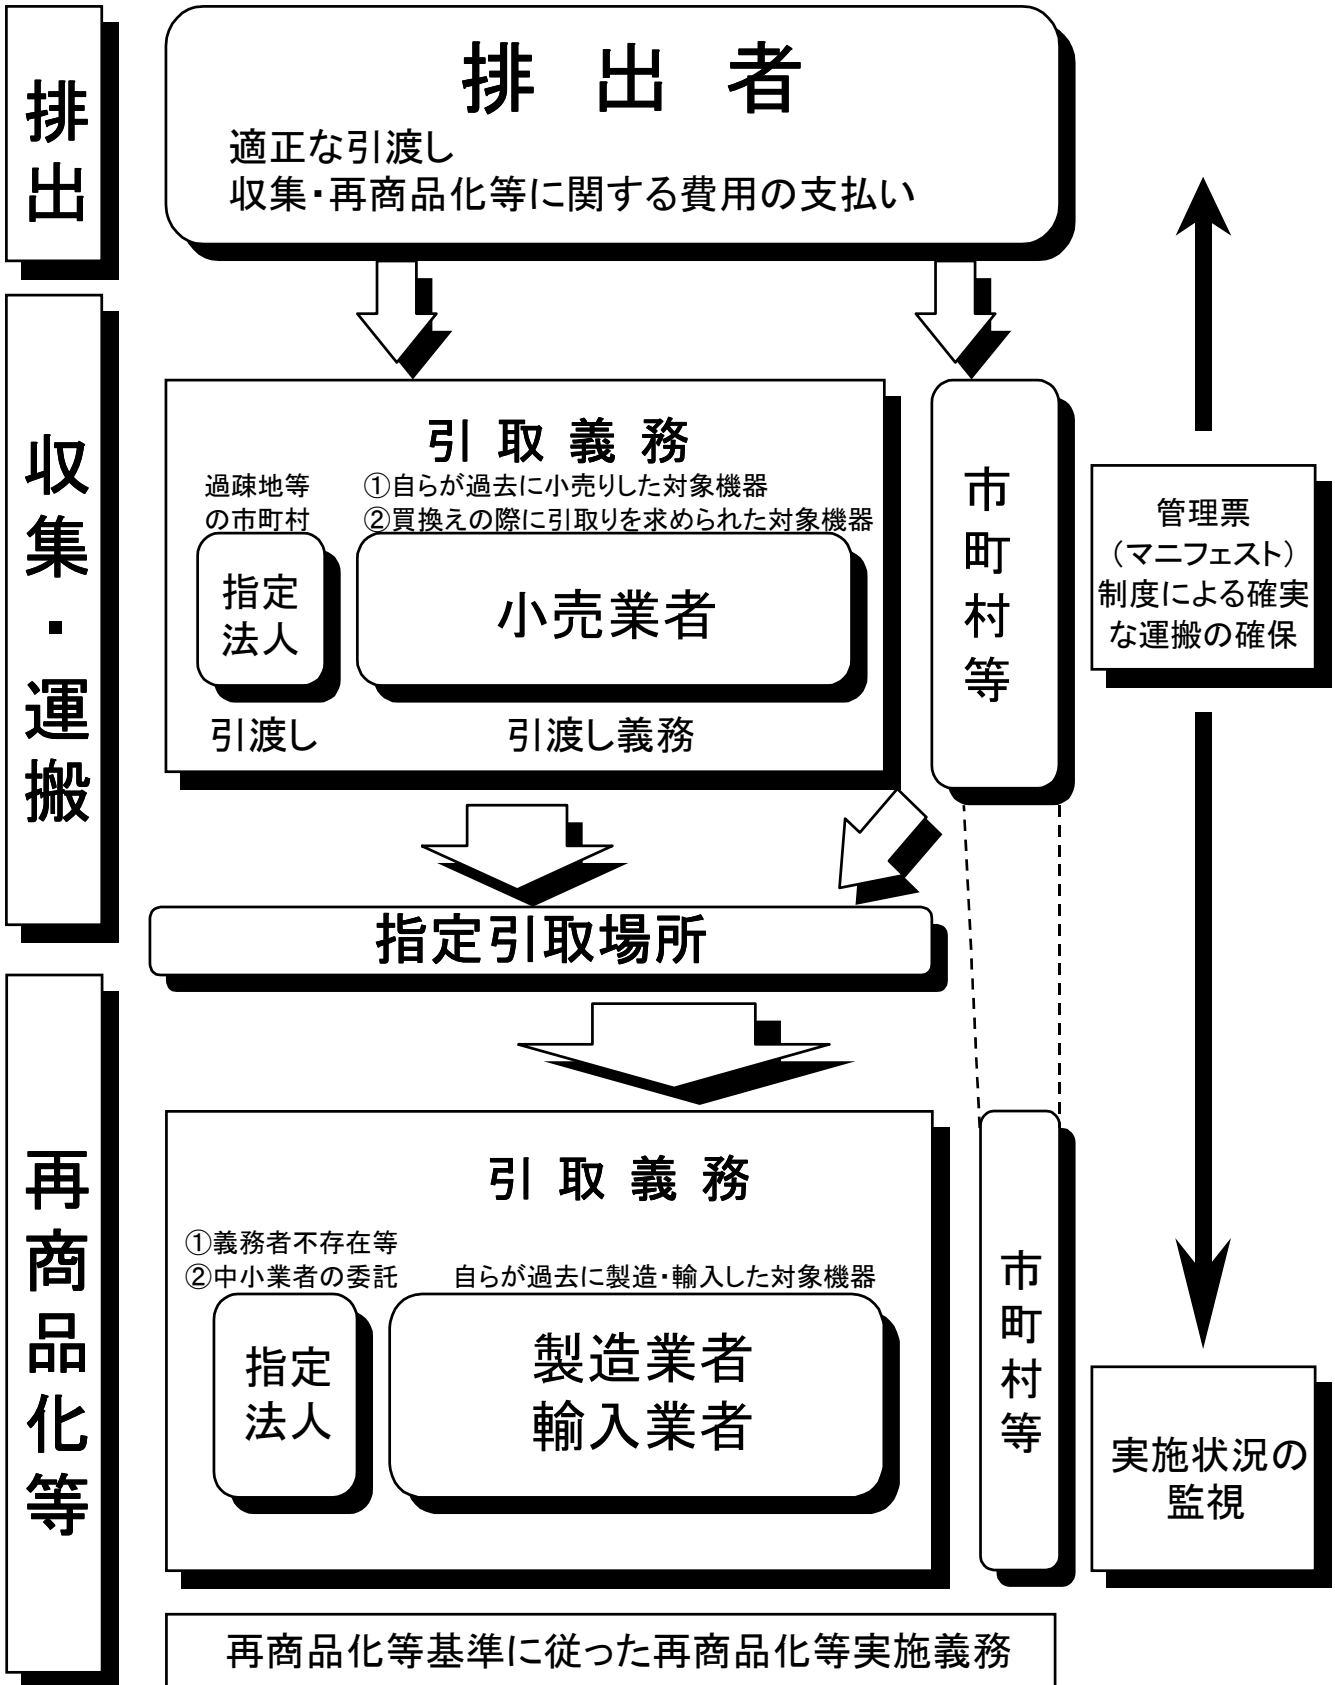 排出
排出者
適正な引渡し
収集・再商品化等に関する費用の支払い
収集・運搬
引取義務
過疎地等
の市町村
①自らが過去に小売りした対象機器
②買換えの際に引取りを求められた対象機器
指定
法人
小売業者
引渡し
引渡し義務
市町村等
管理票
（マニフェスト）
制度による確実
な運搬の確保
指定引取場所
再商品化等
引取義務
①義務者不存在等
②中小業者の委託
自らが過去に製造・輸入した対象機器
指定
法人
製造業者
輸入業者
市町村等
実施状況の
監視
再商品化等基準に従った再商品化等実施義務